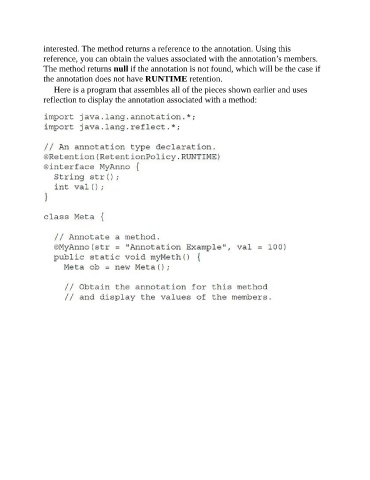 interested. The method returns a reference to the annotation. Using this
reference, you can obtain the values associated with the annotation’s members.
The method returns null if the annotation is not found, which will be the case if
the annotation does not have RUNTIME retention.
Here is a program that assembles all of the pieces shown earlier and uses
reflection to display the annotation associated with a method:
import java.lang.annotation.*;
import java.lang.reflect.*;
// An annotation type declaration.
@Retention(RetentionPolicy.RUNTIME)
@interface MyAnno {
String str();
int val();
}
class Meta {
// Annotate a method.
@MyAnno(str = "Annotation Example", val = 100)
public static void myMeth() {
Meta ob = new Meta();
// Obtain the annotation for this method
// and display the values of the members.